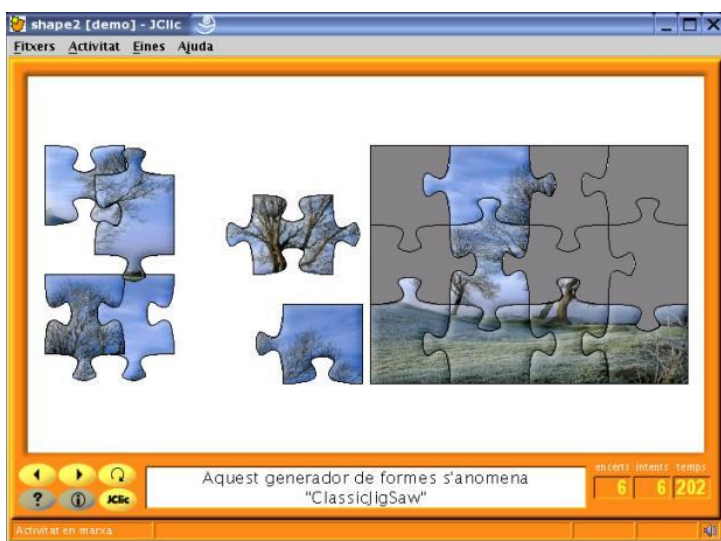 shape2 [demo] - JClic
Fitxers Activitat Eines Ajuda
encerts intents temps
Aquest generador de formes s'anomena
"ClassicJigSaw"
6 6 202
? i JClic
Activitat en marxa